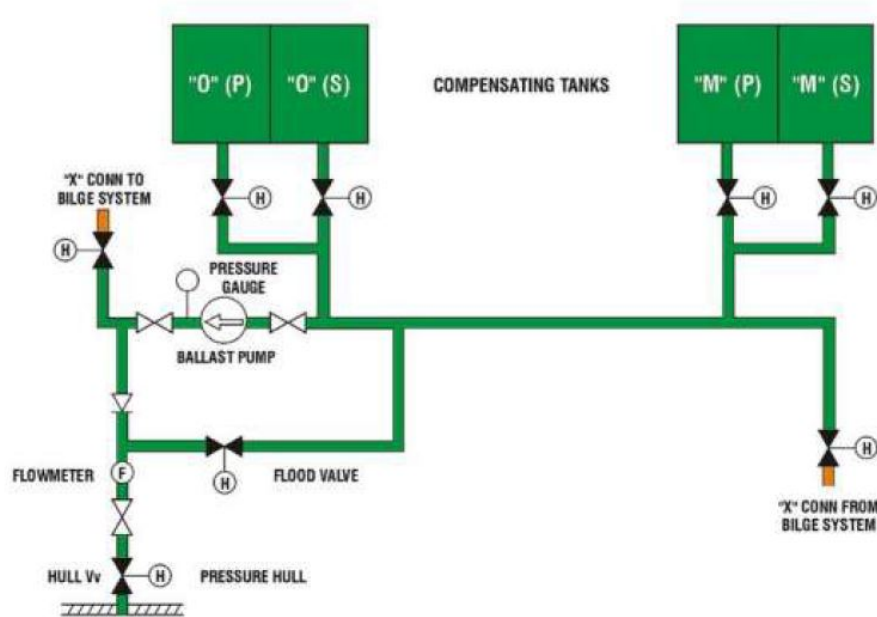 "O" (P)
"O" (S)
COMPENSATING TANKS
"M" (P)
"M" (S)
"X" CONN TO
BILGE SYSTEM
H
H
H
H
H
PRESSURE
GAUGE
BALLAST PUMP
H
FLOWMETER
F
H
FLOOD VALVE
"X" CONN FROM
BILGE SYSTEM
HULL Vv
H
PRESSURE HULL